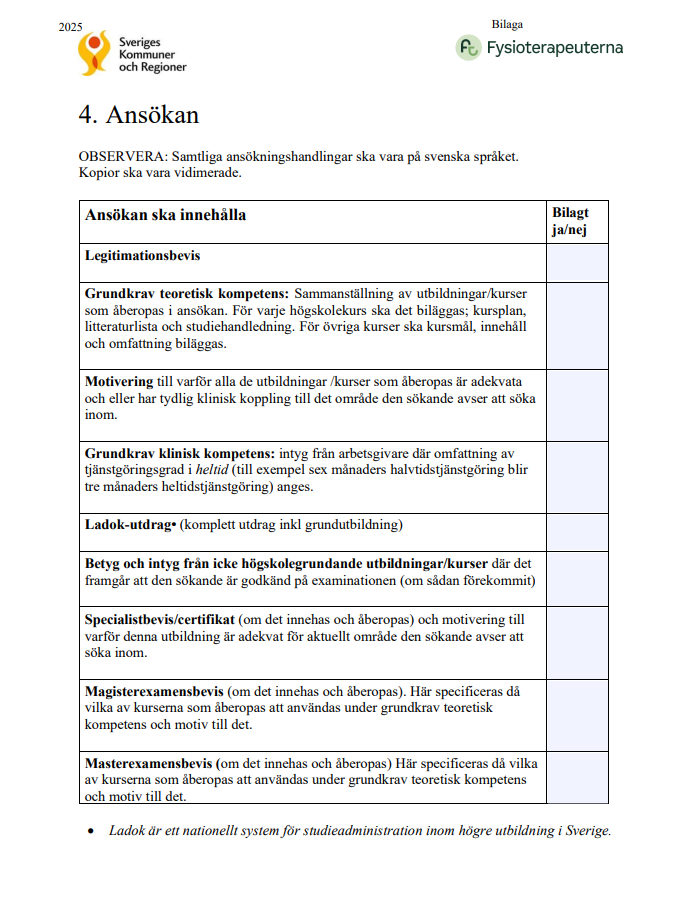 2025
Bilaga
Sveriges
Kommuner
och Regioner
Fysioterapeuterna
4. Ansökan
OBSERVERA: Samtliga ansökningshandlingar ska vara på svenska språket.
Kopior ska vara vidimerade.
Ansökan ska innehålla
Bilagt
ja/nej
Legitimationsbevis
Grundkrav teoretisk kompetens: Sammanställning av utbildningar/kurser
som åberopas i ansökan. För varje högskolekurs ska det biläggas; kursplan,
litteraturlista och studiehandledning. För övriga kurser ska kursmål, innehåll
och omfattning biläggas.
Motivering till varför alla de utbildningar /kurser som åberopas är adekvata
och eller har tydlig klinisk koppling till det område den sökande avser att söka
inom.
Grundkrav klinisk kompetens: intyg från arbetsgivare där omfattning av
tjänstgöringsgrad i heltid (till exempel sex månaders halvtidstjänstgöring blir
tre månaders heltidstjänstgöring) anges.
Ladok-utdrag• (komplett utdrag inkl grundutbildning)
Betyg och intyg från icke högskolegrundande utbildningar/kurser där det
framgår att den sökande är godkänd på examinationen (om sådan förekommit)
Specialistbevis/certifikat (om det innehas och åberopas) och motivering till
varför denna utbildning är adekvat för aktuellt område den sökande avser att
söka inom.
Magisterexamensbevis (om det innehas och åberopas). Här specificeras då
vilka av kurserna som åberopas att användas under grundkrav teoretisk
kompetens och motiv till det.
Masterexamensbevis (om det innehas och åberopas) Här specificeras då vilka
av kurserna som åberopas att användas under grundkrav teoretisk kompetens
och motiv till det.
• Ladok är ett nationellt system för studieadministration inom högre utbildning i Sverige.